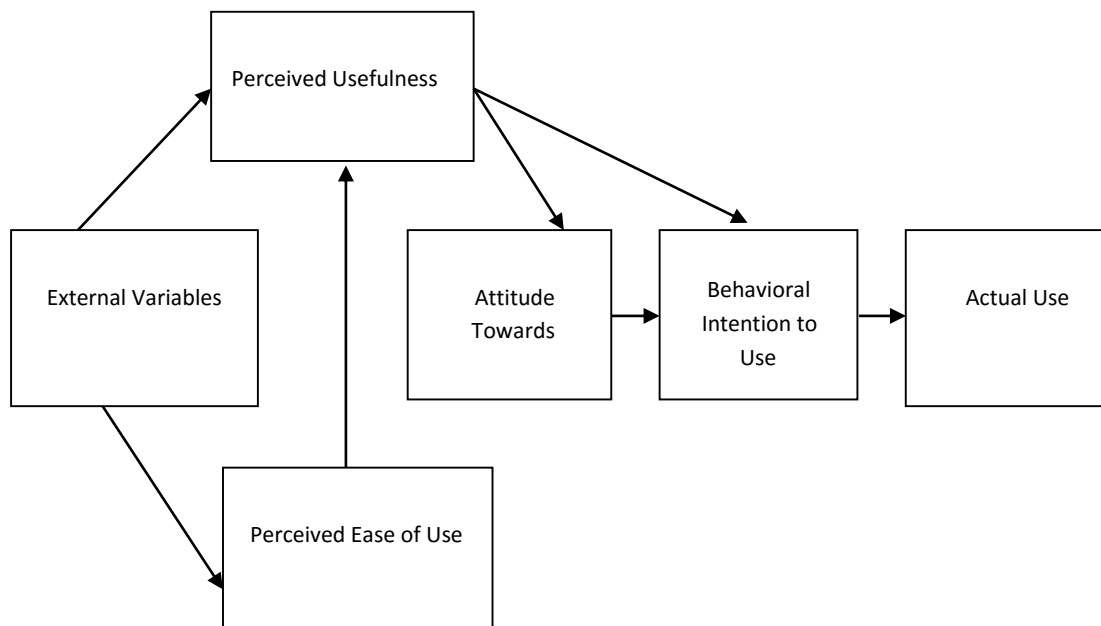 Perceived Usefulness
External Variables
Attitude
Towards
Behavioral
Intention to
Use
Actual Use
Perceived Ease of Use